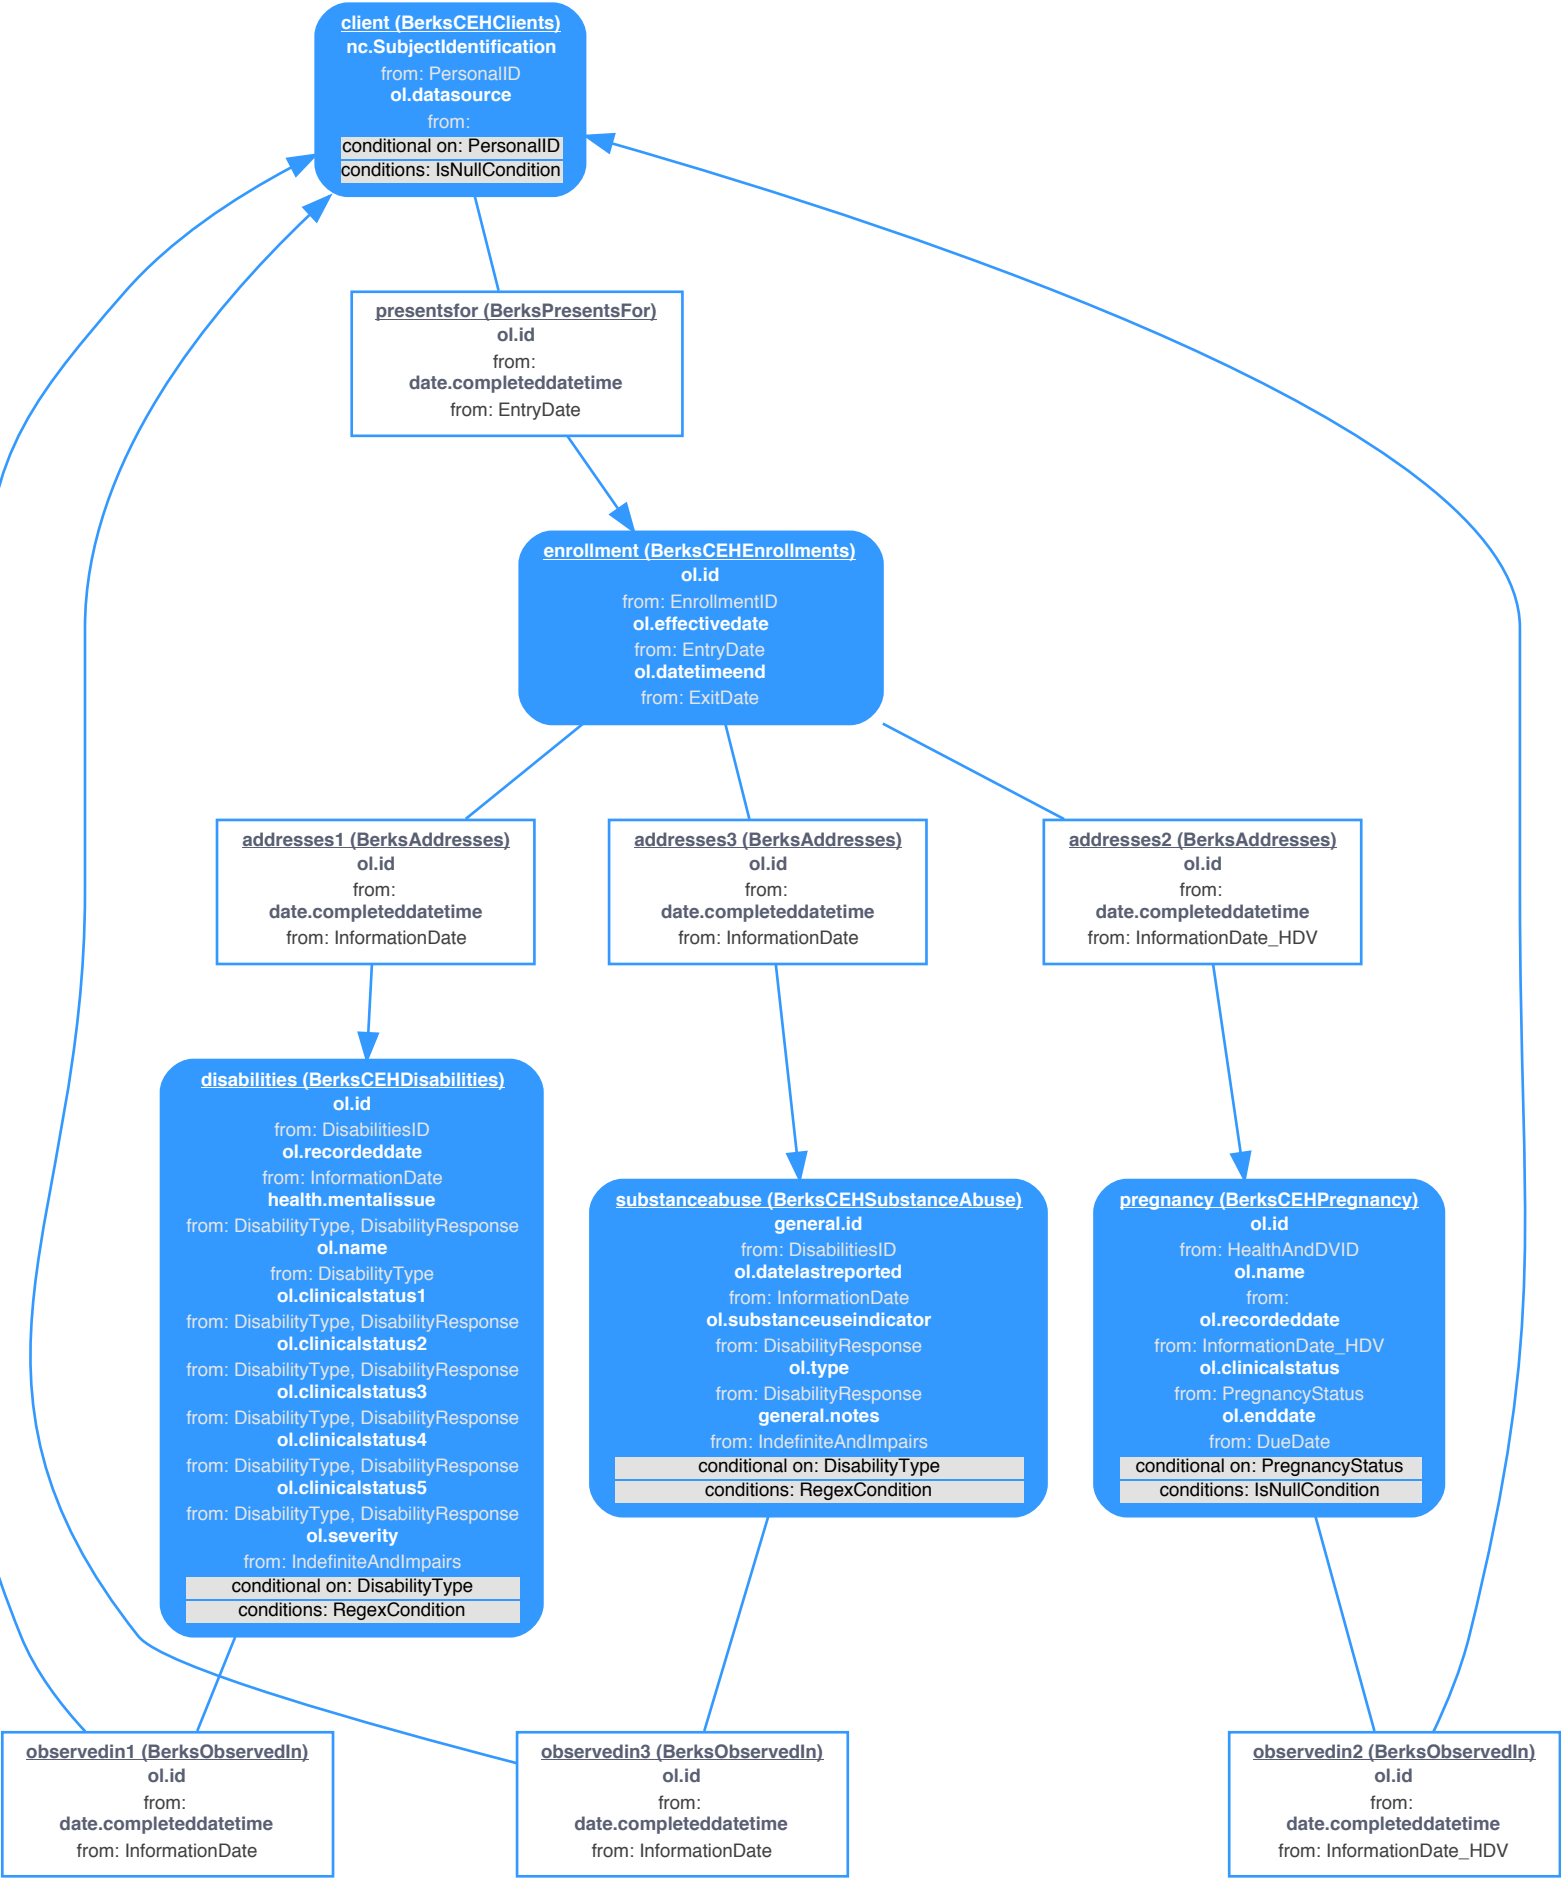 client (BerksCEHClients)
nc.SubjectIdentification
from: PersonalID
ol.datasource
from:
conditional on: PersonalID
conditions: IsNullCondition
presentsfor (BerksPresentsFor)
ol.id
from:
date.completeddatetime
from: EntryDate
enrollment (BerksCEHEnrollments)
ol.id
from: EnrollmentID
ol.effectivedate
from: EntryDate
ol.datetimeend
from: ExitDate
addresses1 (BerksAddresses)
ol.id
from:
date.completeddatetime
from: InformationDate
addresses3 (BerksAddresses)
ol.id
from:
date.completeddatetime
from: InformationDate
addresses2 (BerksAddresses)
ol.id
from:
date.completeddatetime
from: InformationDate_HDV
disabilities (BerksCEHDisabilities)
ol.id
from: DisabilitiesID
ol.recordeddate
from: InformationDate
health.mentalissue
from: DisabilityType, DisabilityResponse
ol.name
from: DisabilityType
ol.clinicalstatus1
from: DisabilityType, DisabilityResponse
ol.clinicalstatus2
from: DisabilityType, DisabilityResponse
ol.clinicalstatus3
from: DisabilityType, DisabilityResponse
ol.clinicalstatus4
from: DisabilityType, DisabilityResponse
ol.clinicalstatus5
from: DisabilityType, DisabilityResponse
ol.severity
from: IndefiniteAndImpairs
conditional on: DisabilityType
conditions: RegexCondition
substanceabuse (BerksCEHSubstanceAbuse)
general.id
from: DisabilitiesID
ol.datelastreported
from: InformationDate
ol.substanceuseindicator
from: DisabilityResponse
ol.type
from: DisabilityResponse
general.notes
from: IndefiniteAndImpairs
conditional on: DisabilityType
conditions: RegexCondition
pregnancy (BerksCEHPregnancy)
ol.id
from: HealthAndDVID
ol.name
from:
ol.recordeddate
from: InformationDate_HDV
ol.clinicalstatus
from: PregnancyStatus
ol.enddate
from: DueDate
conditional on: PregnancyStatus
conditions: IsNullCondition
observedin1 (BerksObservedIn)
ol.id
from:
date.completeddatetime
from: InformationDate
observedin3 (BerksObservedIn)
ol.id
from:
date.completeddatetime
from: InformationDate
observedin2 (BerksObservedIn)
ol.id
from:
date.completeddatetime
from: InformationDate_HDV